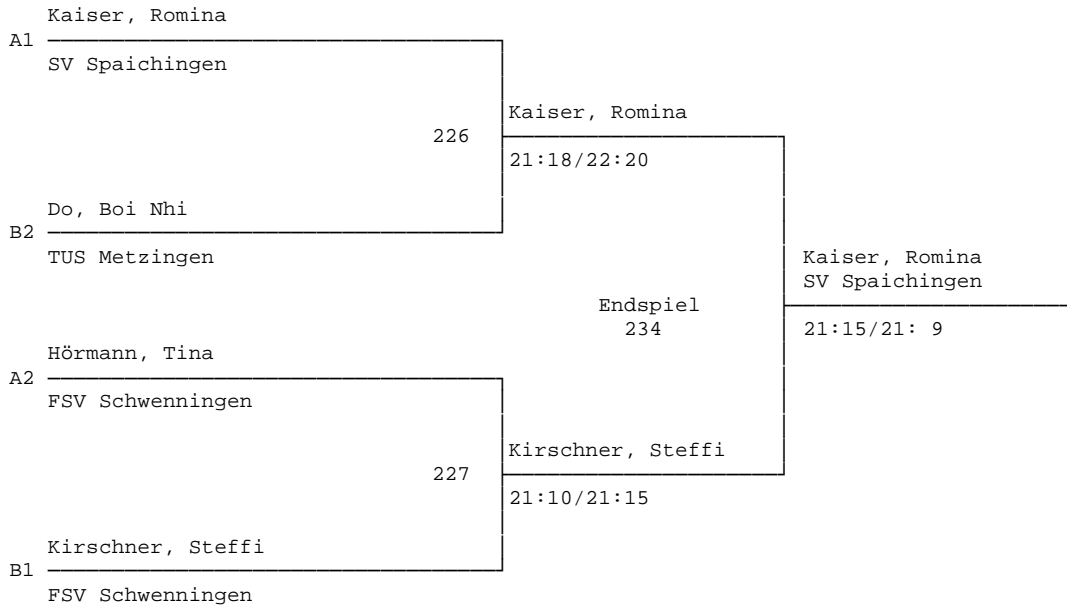 Kaiser, Romina
A1
SV Spaichingen
Kaiser, Romina
226
21:18/22:20
Do, Boi Nhi
B2
TUS Metzingen
Kaiser, Romina
SV Spaichingen
Endspiel
234
21:15/21: 9
Hörmann, Tina
A2
FSV Schwenningen
Kirschner, Steffi
227
21:10/21:15
Kirschner, Steffi
B1
FSV Schwenningen